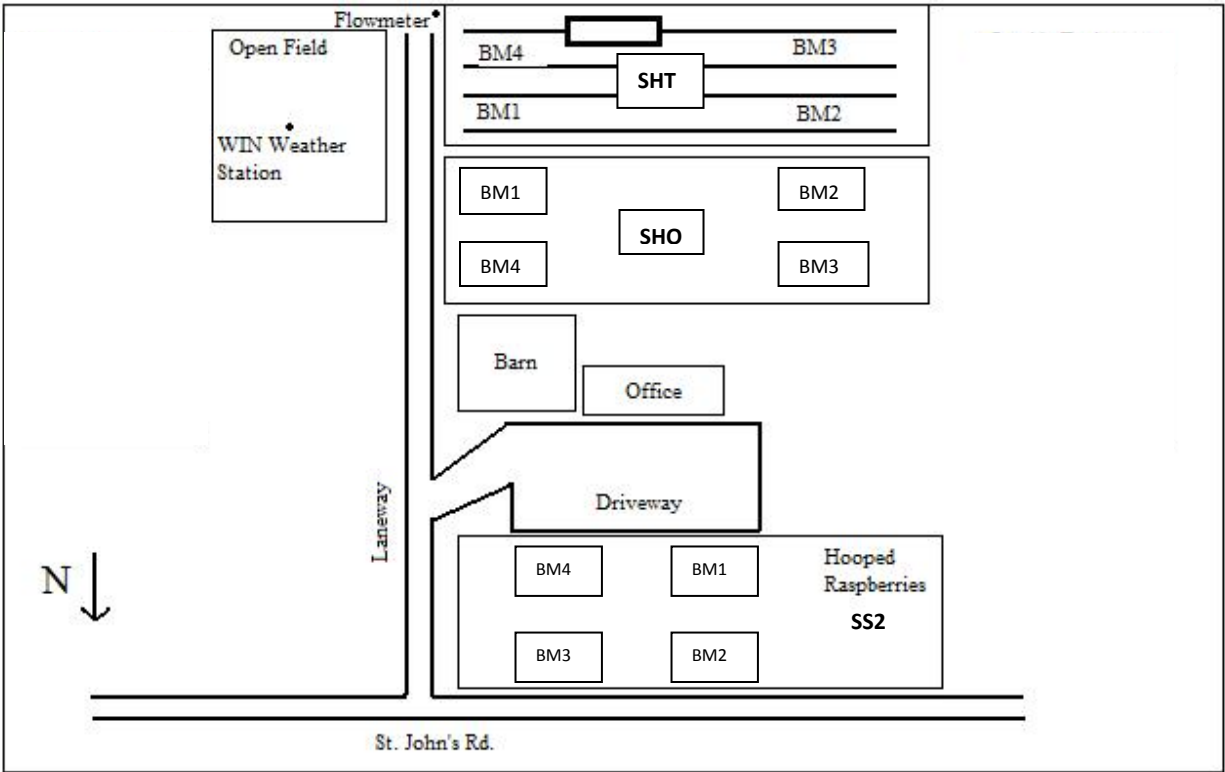 Flowmeter
Open Field
WIN Weather
Station
BM4
BM3
SHT
BM1
BM2
BM1
BM2
SHO
BM4
BM3
Barn
Office
Driveway
Laneway
N
BM4
BM1
Hooped
Raspberries
SS2
BM3
BM2
St. John's Rd.